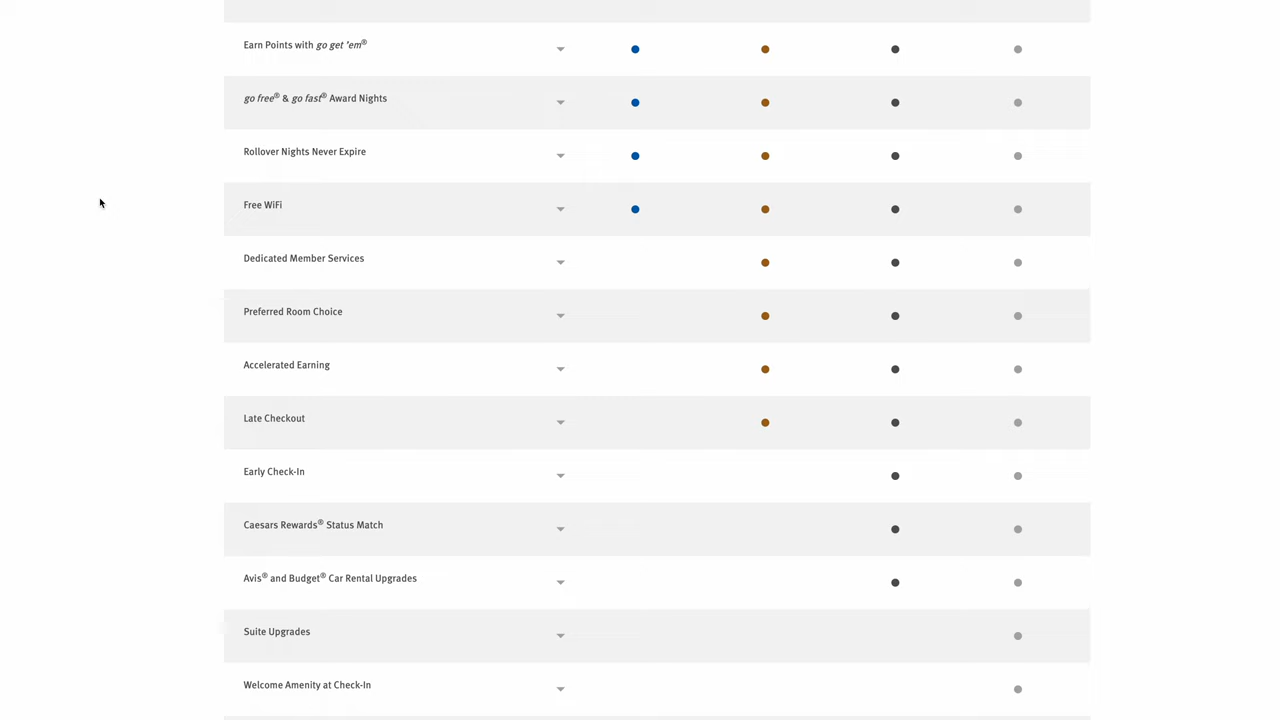 Earn Points with go get 'em®
go free® & go fast® Award Nights
Rollover Nights Never Expire
Free WiFi
Dedicated Member Services
Preferred Room Choice
Accelerated Earning
Late Checkout
Early Check-In
Caesars Rewards® Status Match
Avis® and Budget® Car Rental Upgrades
Suite Upgrades
Welcome Amenity at Check-In